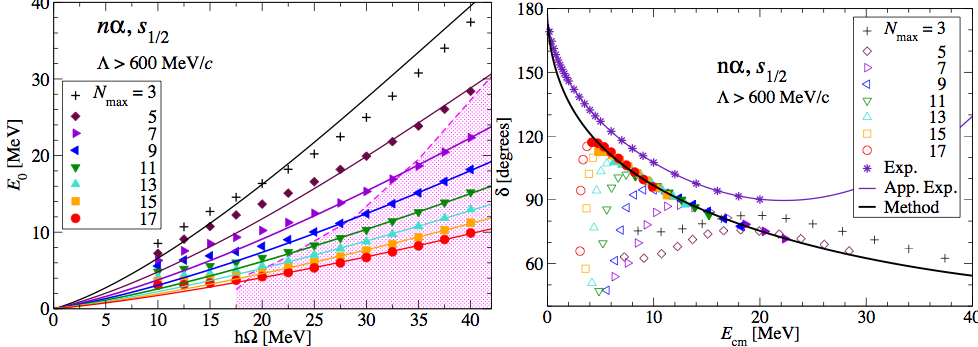 40
30
20
10
0
E₀ [MeV]
nα, s₁/₂
Λ > 600 MeV/c
Nmax = 3
5
7
9
11
13
15
17
0 5 10 15 20 25 30 35 40
hΩ [MeV]
180
150
120
90
60
δ [degrees]
nα, s₁/₂
Λ > 600 MeV/c
Nmax = 3
5
7
9
11
13
15
17
Exp.
App. Exp.
Method
0 10 20 30 40
Ecm [MeV]